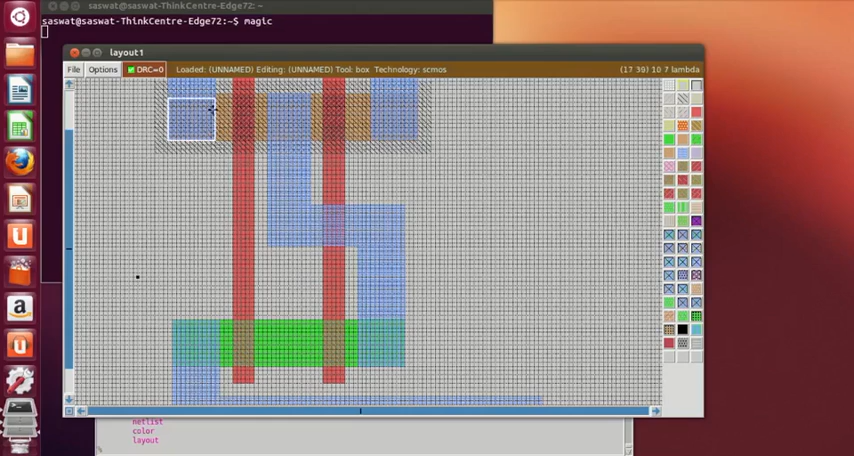 saswat@saswat-ThinkCentre-Edge72: ~
saswat@saswat-ThinkCentre-Edge72:~$ magic
layout1
File Options DRC=0 Loaded: (UNNAMED) Editing: (UNNAMED) Tool: box Technology: scmos (17 39) 10 7 lambda
netlist
color
layout